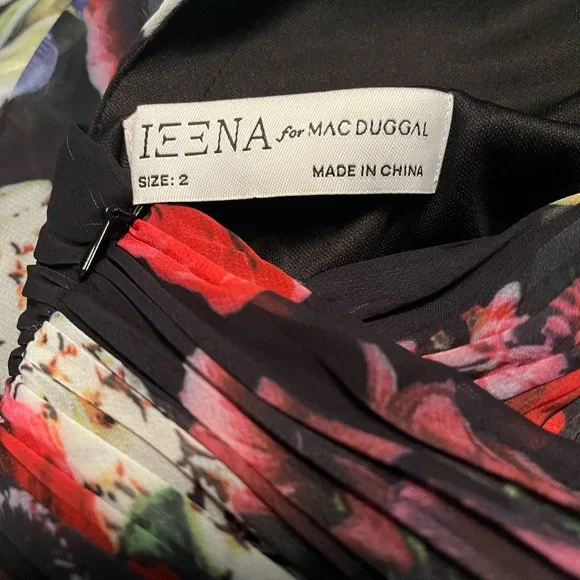 IEENA for MAC DUGGAL
SIZE: 2 MADE IN CHINA